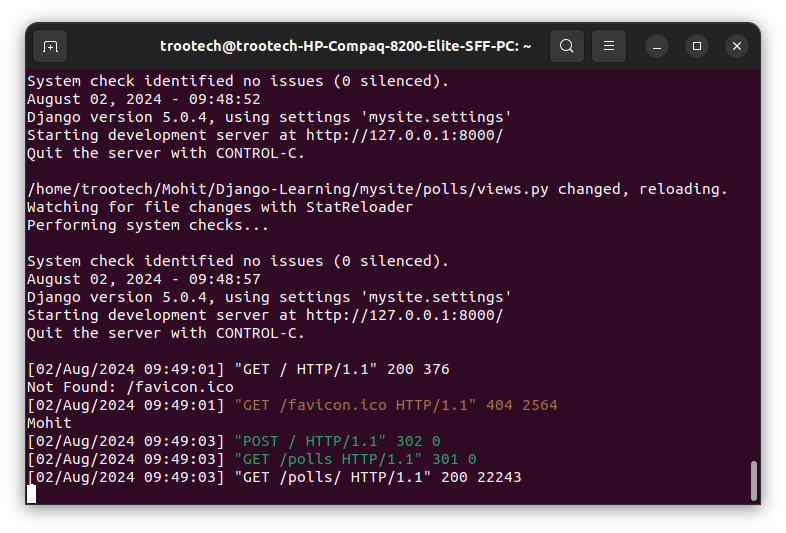 trootech@trootech-HP-Compaq-8200-Elite-SFF-PC: ~
System check identified no issues (0 silenced).
August 02, 2024 - 09:48:52
Django version 5.0.4, using settings 'mysite.settings'
Starting development server at http://127.0.0.1:8000/
Quit the server with CONTROL-C.
/home/trootech/Mohit/Django-Learning/mysite/polls/views.py changed, reloading.
Watching for file changes with StatReloader
Performing system checks...
System check identified no issues (0 silenced).
August 02, 2024 - 09:48:57
Django version 5.0.4, using settings 'mysite.settings'
Starting development server at http://127.0.0.1:8000/
Quit the server with CONTROL-C.
[02/Aug/2024 09:49:01] "GET / HTTP/1.1" 200 376
Not Found: /favicon.ico
[02/Aug/2024 09:49:01] "GET /favicon.ico HTTP/1.1" 404 2564
Mohit
[02/Aug/2024 09:49:03] "POST / HTTP/1.1" 302 0
[02/Aug/2024 09:49:03] "GET /polls HTTP/1.1" 301 0
[02/Aug/2024 09:49:03] "GET /polls/ HTTP/1.1" 200 22243